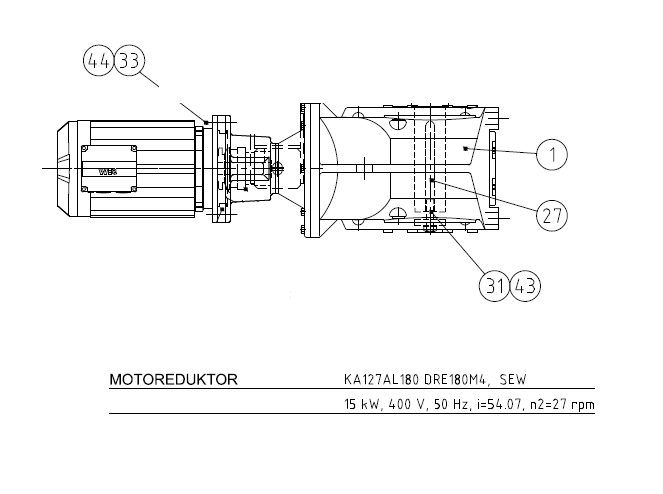 44 33
1
27
31 43
MOTOREDUKTOR KA127AL180 DRE180M4, SEW
15 kW, 400 V, 50 Hz, i=54.07, n2=27 rpm